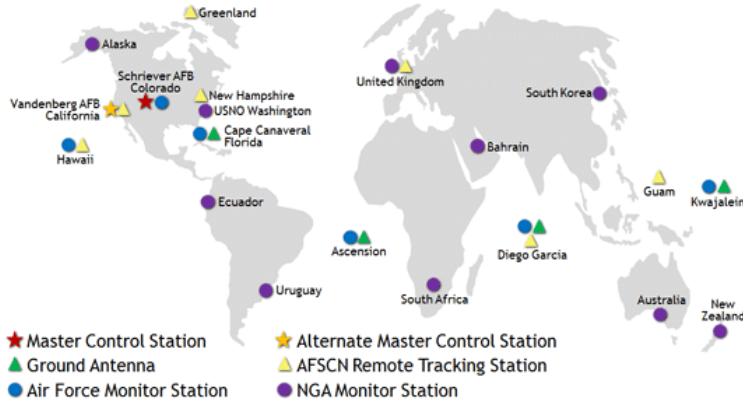 Greenland
Alaska
Schriever AFB
Colorado
United Kingdom
Vandenberg AFB
California
New Hampshire
USNO Washington
South Korea
Cape Canaveral
Florida
Hawaii
Bahrain
Guam
Kwajalein
Ecuador
Ascension
Diego Garcia
Uruguay
South Africa
Australia
New
Zealand
Master Control Station
Alternate Master Control Station
Ground Antenna
AFSCN Remote Tracking Station
Air Force Monitor Station
NGA Monitor Station